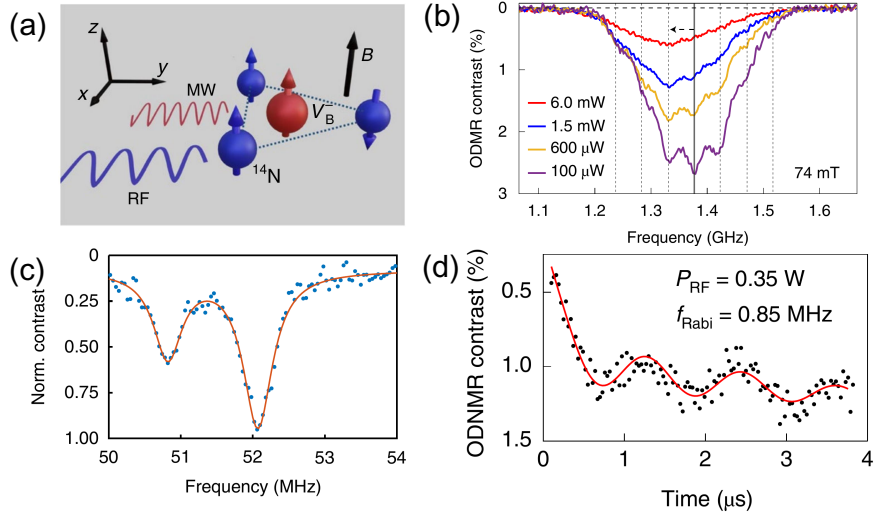 (a)
z
y
x
MW
B
V_B^-
^14N
RF
(b)
ODMR contrast (%)
0
1
2
3
6.0 mW
1.5 mW
600 μW
100 μW
74 mT
1.1
1.2
1.3
1.4
1.5
1.6
Frequency (GHz)
(c)
Norm. contrast
0
0.25
0.50
0.75
1.00
50
51
52
53
54
Frequency (MHz)
(d)
ODNMR contrast (%)
0.5
1.0
1.5
P_RF = 0.35 W
f_Rabi = 0.85 MHz
0
1
2
3
4
Time (μs)